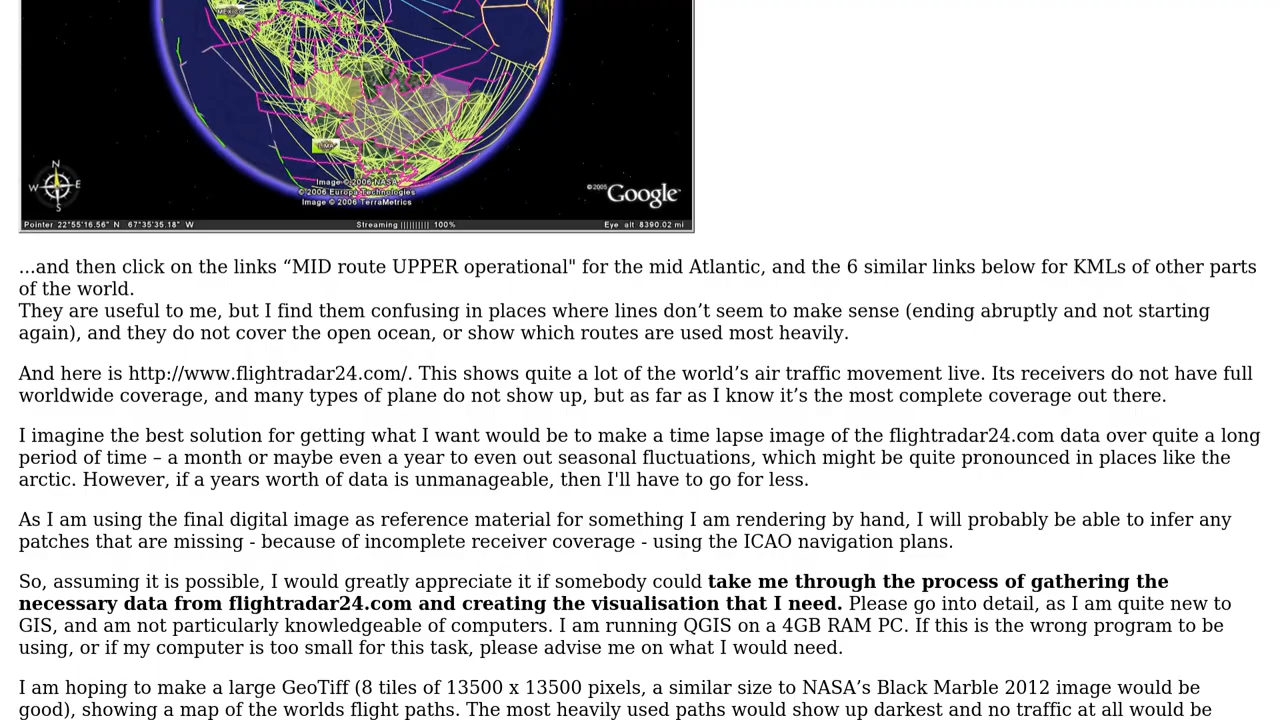 MEXICO
LIMA
N
W E
S
Image © 2006 NASA
© 2006 Europa Technologies
Image © 2006 TerraMetrics
©2005 Google™
Pointer 22°55'16.56" N 67°35'35.18" W Streaming |||||||||| 100% Eye alt 8390.02 mi
...and then click on the links “MID route UPPER operational" for the mid Atlantic, and the 6 similar links below for KMLs of other parts
of the world.
They are useful to me, but I find them confusing in places where lines don’t seem to make sense (ending abruptly and not starting
again), and they do not cover the open ocean, or show which routes are used most heavily.
And here is http://www.flightradar24.com/. This shows quite a lot of the world’s air traffic movement live. Its receivers do not have full
worldwide coverage, and many types of plane do not show up, but as far as I know it’s the most complete coverage out there.
I imagine the best solution for getting what I want would be to make a time lapse image of the flightradar24.com data over quite a long
period of time – a month or maybe even a year to even out seasonal fluctuations, which might be quite pronounced in places like the
arctic. However, if a years worth of data is unmanageable, then I'll have to go for less.
As I am using the final digital image as reference material for something I am rendering by hand, I will probably be able to infer any
patches that are missing - because of incomplete receiver coverage - using the ICAO navigation plans.
So, assuming it is possible, I would greatly appreciate it if somebody could take me through the process of gathering the
necessary data from flightradar24.com and creating the visualisation that I need. Please go into detail, as I am quite new to
GIS, and am not particularly knowledgeable of computers. I am running QGIS on a 4GB RAM PC. If this is the wrong program to be
using, or if my computer is too small for this task, please advise me on what I would need.
I am hoping to make a large GeoTiff (8 tiles of 13500 x 13500 pixels, a similar size to NASA’s Black Marble 2012 image would be
good), showing a map of the worlds flight paths. The most heavily used paths would show up darkest and no traffic at all would be